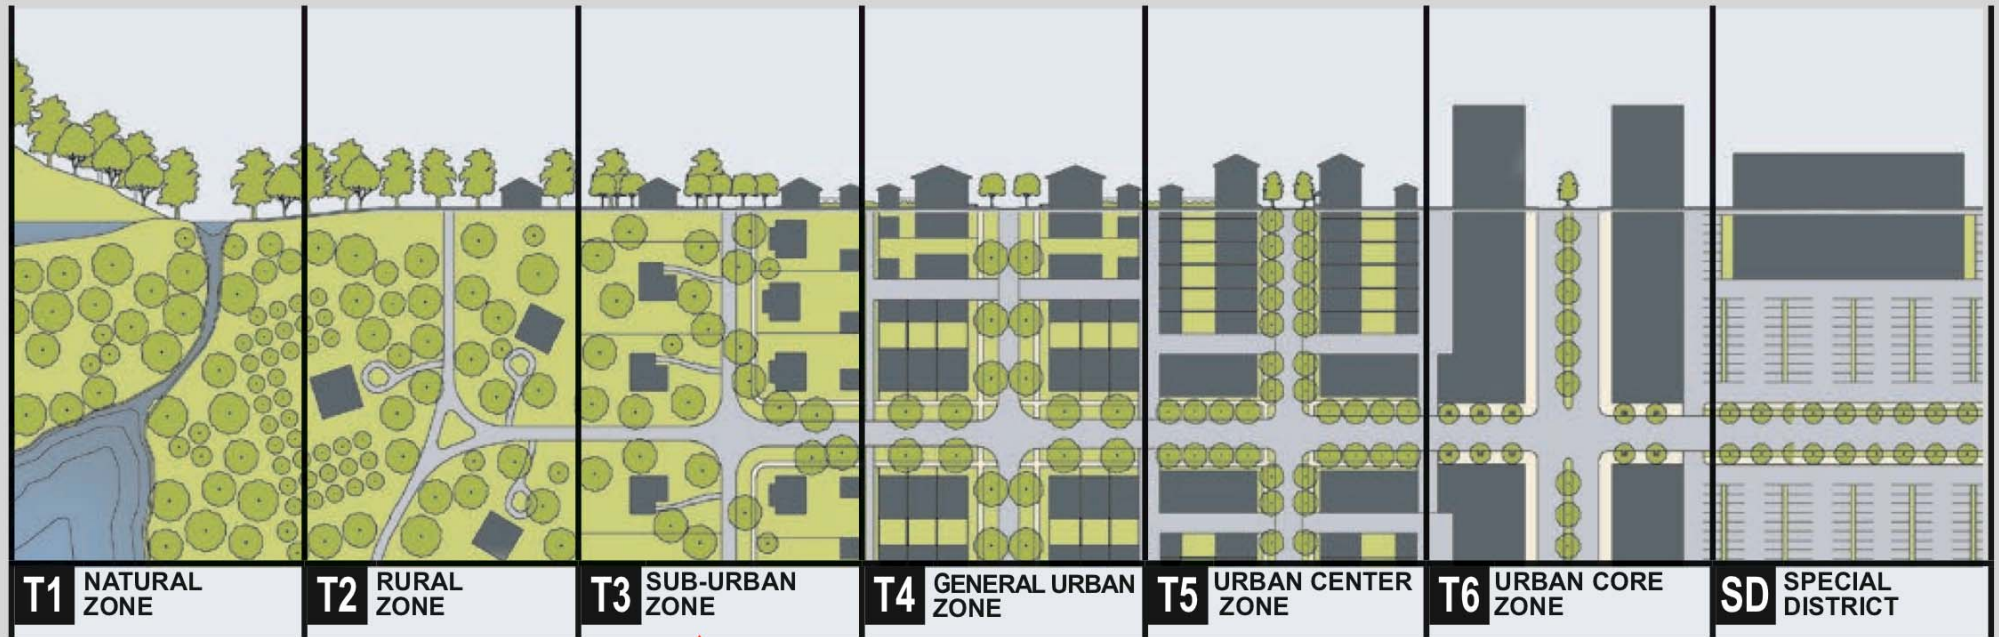 T1 NATURAL
ZONE
T2 RURAL
ZONE
T3 SUB-URBAN
ZONE
T4 GENERAL URBAN
ZONE
T5 URBAN CENTER
ZONE
T6 URBAN CORE
ZONE
SD SPECIAL
DISTRICT